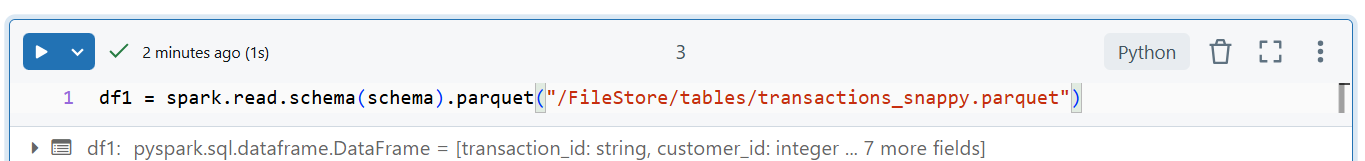 2 minutes ago (1s) 3 Python
1 df1 = spark.read.schema(schema).parquet("/FileStore/tables/transactions_snappy.parquet")
df1: pyspark.sql.dataframe.DataFrame = [transaction_id: string, customer_id: integer ... 7 more fields]